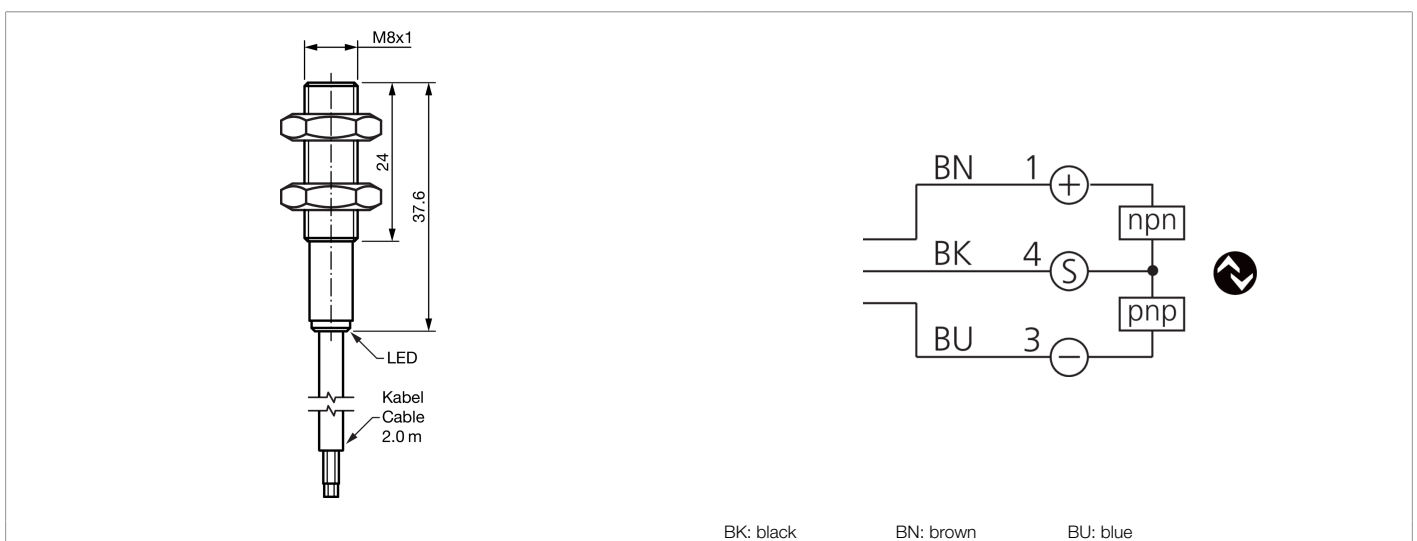 M8x1
24
37.6
LED
Kabel
Cable
2.0 m
BN 1 +
npn
BK 4 S
pnp
BU 3 −
BK: black BN: brown BU: blue